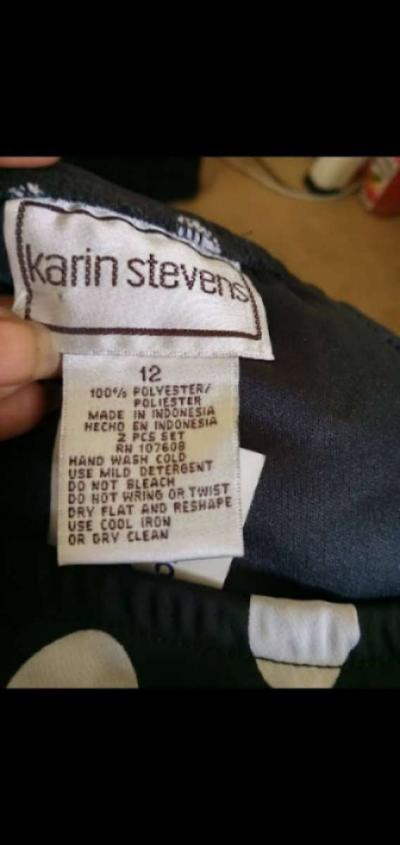 karin stevens
12
100% POLYESTER/
POLIESTER
MADE IN INDONESIA
HECHO EN INDONESIA
2 PCS SET
RN 107608
HAND WASH COLD
USE MILD DETERGENT
DO NOT BLEACH
DO NOT WRING OR TWIST
DRY FLAT AND RESHAPE
USE COOL IRON
OR DRY CLEAN